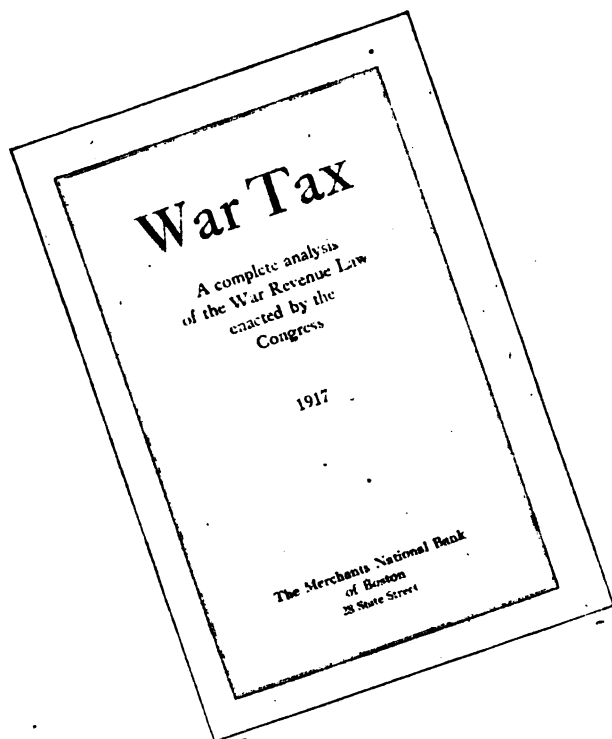 War Tax
A complete analysis
of the War Revenue Law
enacted by the
Congress
1917
The Merchants National Bank
of Boston
28 State Street